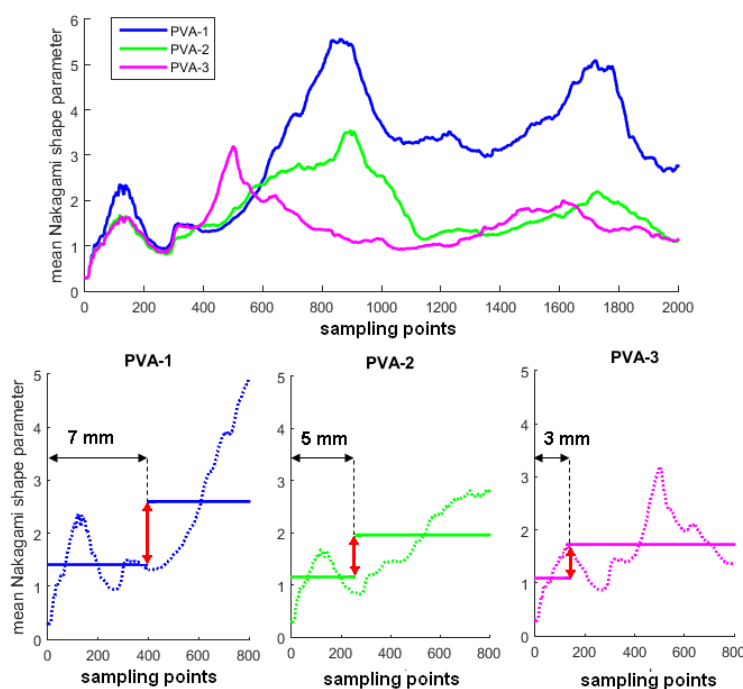 6
5
4
3
2
1
0
mean Nakagami shape parameter
PVA-1
PVA-2
PVA-3
0 200 400 600 800 1000 1200 1400 1600 1800 2000
sampling points
PVA-1
5
4
3
2
1
0
mean Nakagami shape parameter
7 mm
0 200 400 600 800
sampling points
PVA-2
5
4
3
2
1
0
5 mm
0 200 400 600 800
sampling points
PVA-3
5
4
3
2
1
0
3 mm
0 200 400 600 800
sampling points